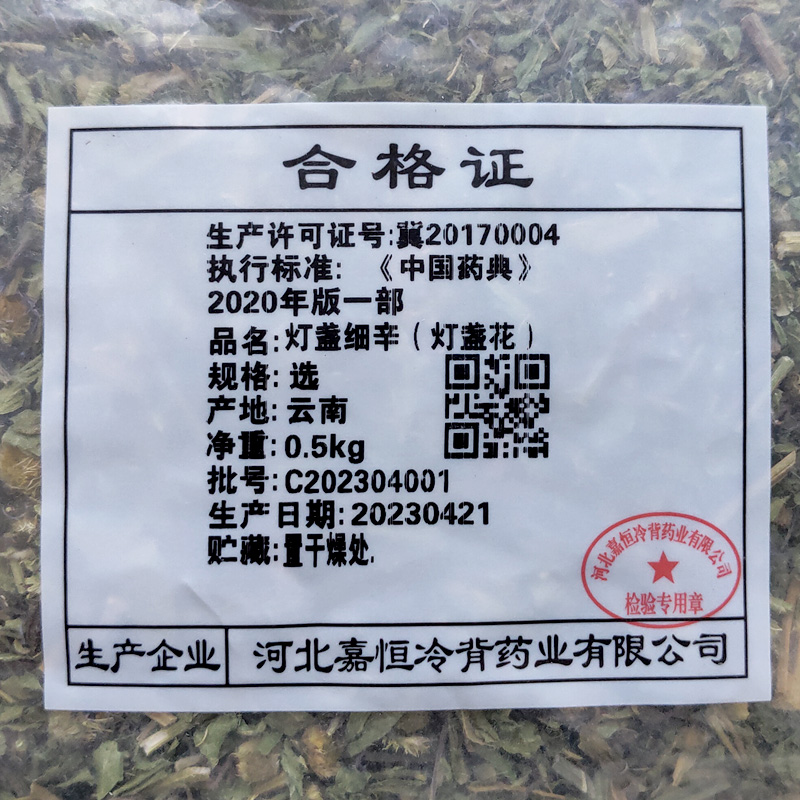 合格证
生产许可证号:冀20170004
执行标准:《中国药典》
2020年版一部
品名:灯盏细辛(灯盏花)
规格:选
产地:云南
净重:0.5kg
批号:C202304001
生产日期:20230421
贮藏:置干燥处.
河北嘉恒冷背药业有限公司
检验专用章
生产企业 河北嘉恒冷背药业有限公司